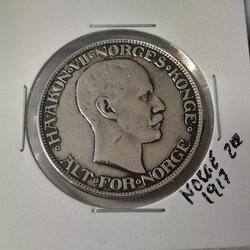 HAAKON·VII·NORGES·KONGE·
ALT·FOR·NORGE
NORGE 2kr
1917